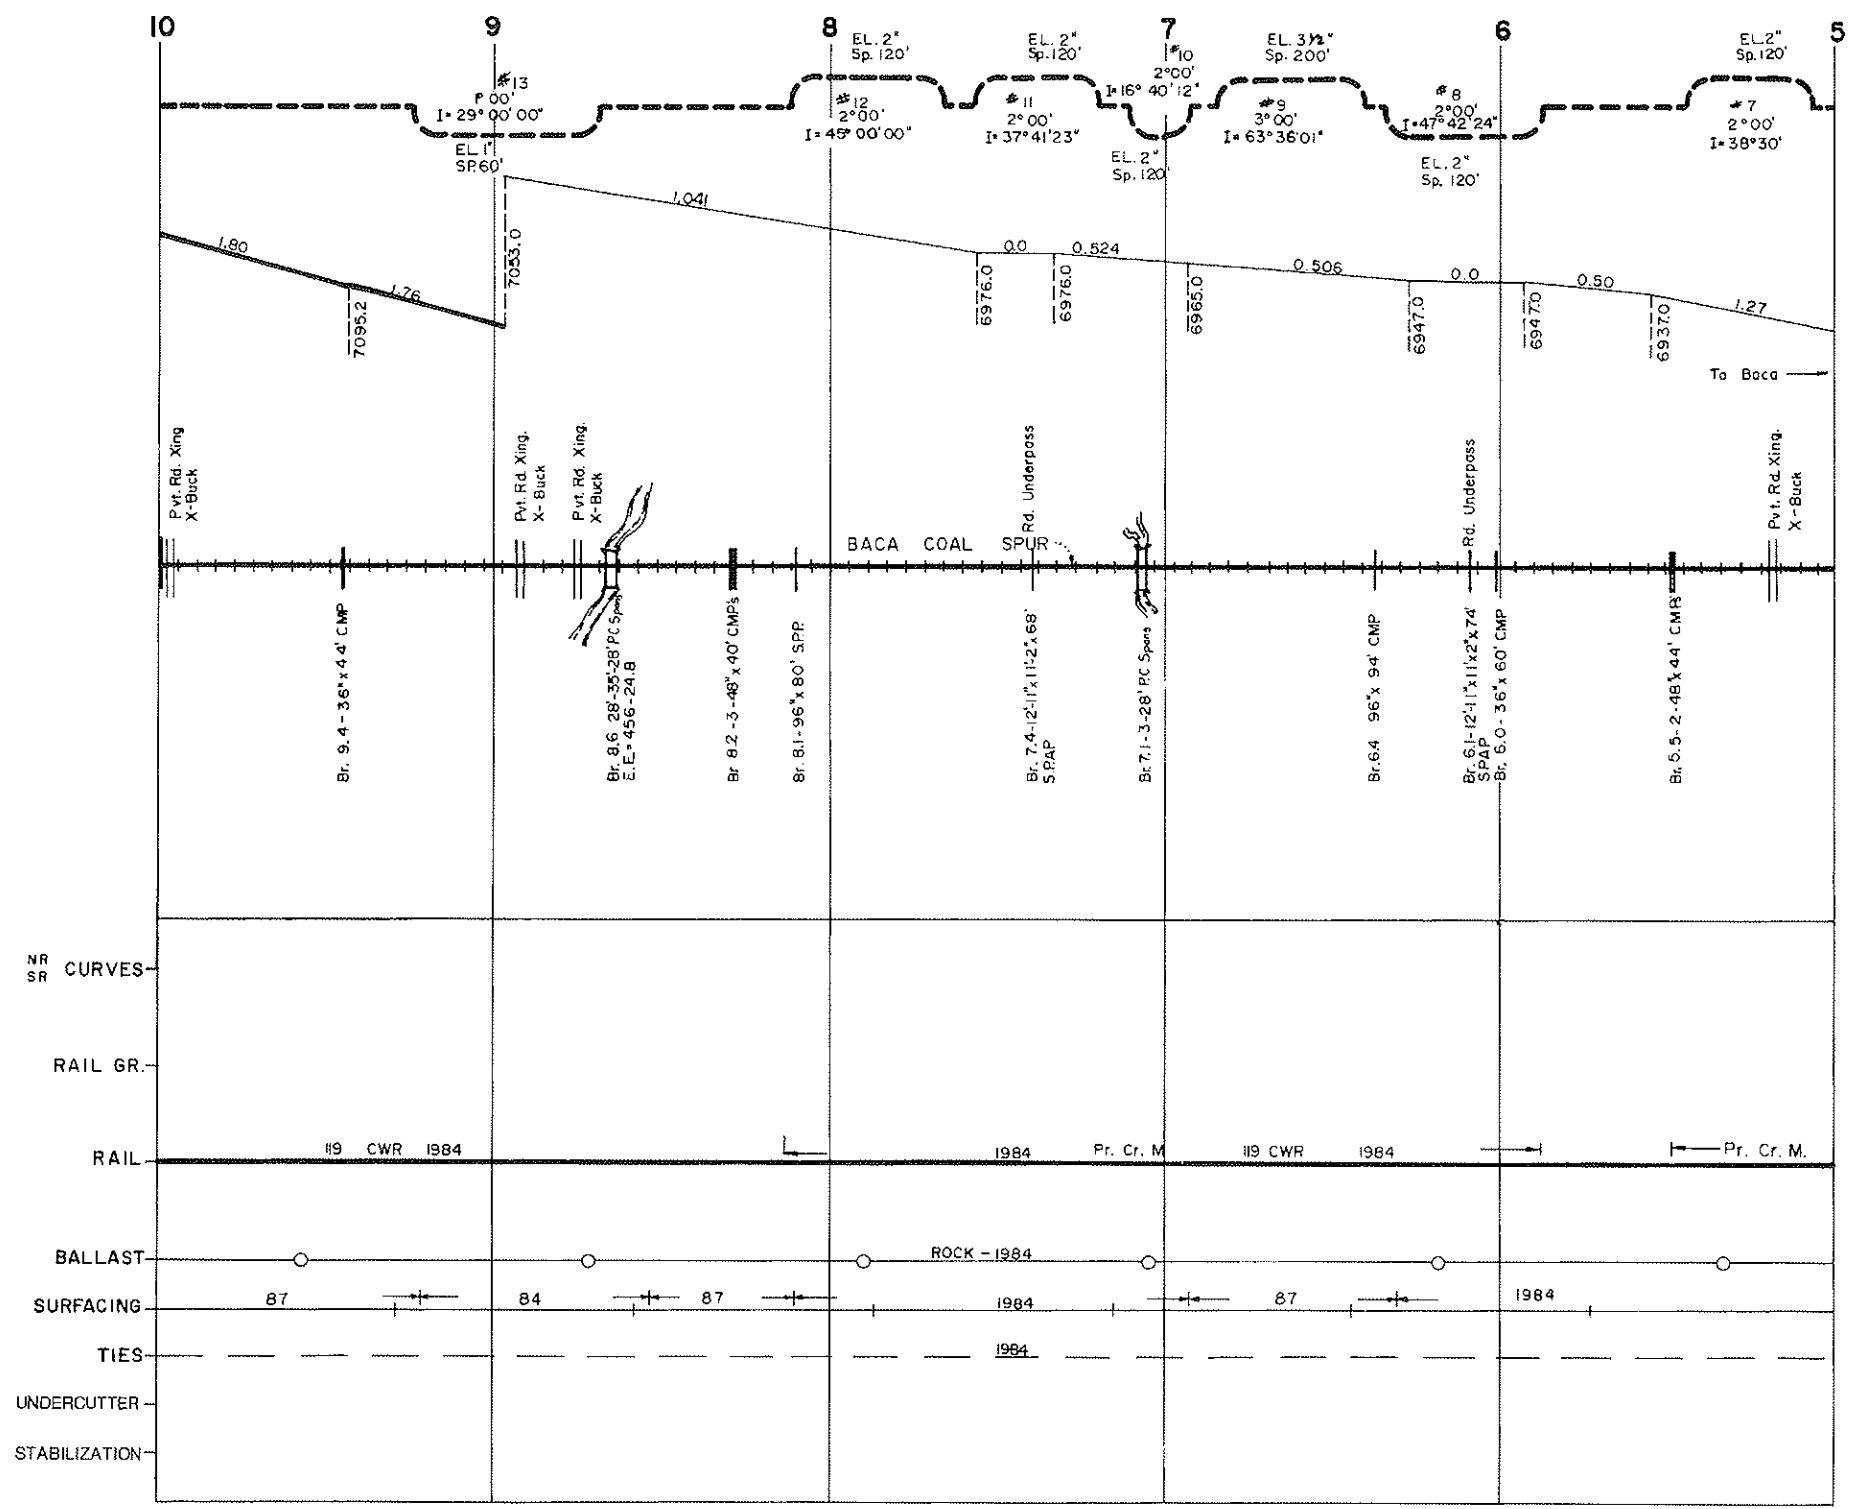 10
9
8
7
6
5
#13
1°00'
I= 29° 00' 00"
EL. 1"
SP. 60'
EL. 2"
Sp. 120'
#12
2°00'
I= 45° 00' 00"
EL. 2"
Sp. 120'
#11
2°00'
I= 37° 41' 23"
#10
2°00'
I= 16° 40' 12"
EL. 2"
Sp. 120'
EL. 3 1/2"
Sp. 200'
#9
3°00'
I= 63° 36' 01"
#8
2°00'
I= 47° 42' 24"
EL. 2"
Sp. 120'
EL. 2"
Sp. 120'
#7
2°00'
I= 38° 30'
1.80
1.76
1.041
0.0
0.524
0.506
0.0
0.50
1.27
7095.2
7053.0
6976.0
6976.0
6965.0
6947.0
6947.0
6937.0
To Baca
Pvt. Rd. Xing
X-Buck
Pvt. Rd. Xing.
X-Buck
Pvt. Rd. Xing.
X-Buck
Rd. Underpass
Rd. Underpass
Pvt. Rd. Xing.
X-Buck
BACA COAL SPUR
Br. 9.4 - 36" x 44' CMP
Br. 8.6 28'-35'-28' PC Spans
E.E. = 456-24.8
Br 8.2 - 3 - 48" x 40' CMP's
Br. 8.1 - 96" x 80' S.P.P.
Br. 7.4-12'-11" x 11'-2" x 68'
S.P.A.P
Br. 7.1 - 3 - 28' P.C Spans
Br. 6.4 96" x 94' CMP
Br. 6.1-12'-11" x 11' x 2" x 74'
S.P.A.P
Br. 6.0 - 36" x 60' CMP
Br. 5.5 - 2 - 48" x 44' CMP's
NR
SR
CURVES
RAIL GR.
RAIL
119 CWR 1984
1984
Pr. Cr. M
119 CWR
1984
Pr. Cr. M.
BALLAST
ROCK - 1984
SURFACING
87
84
87
1984
87
1984
TIES
1984
UNDERCUTTER
STABILIZATION